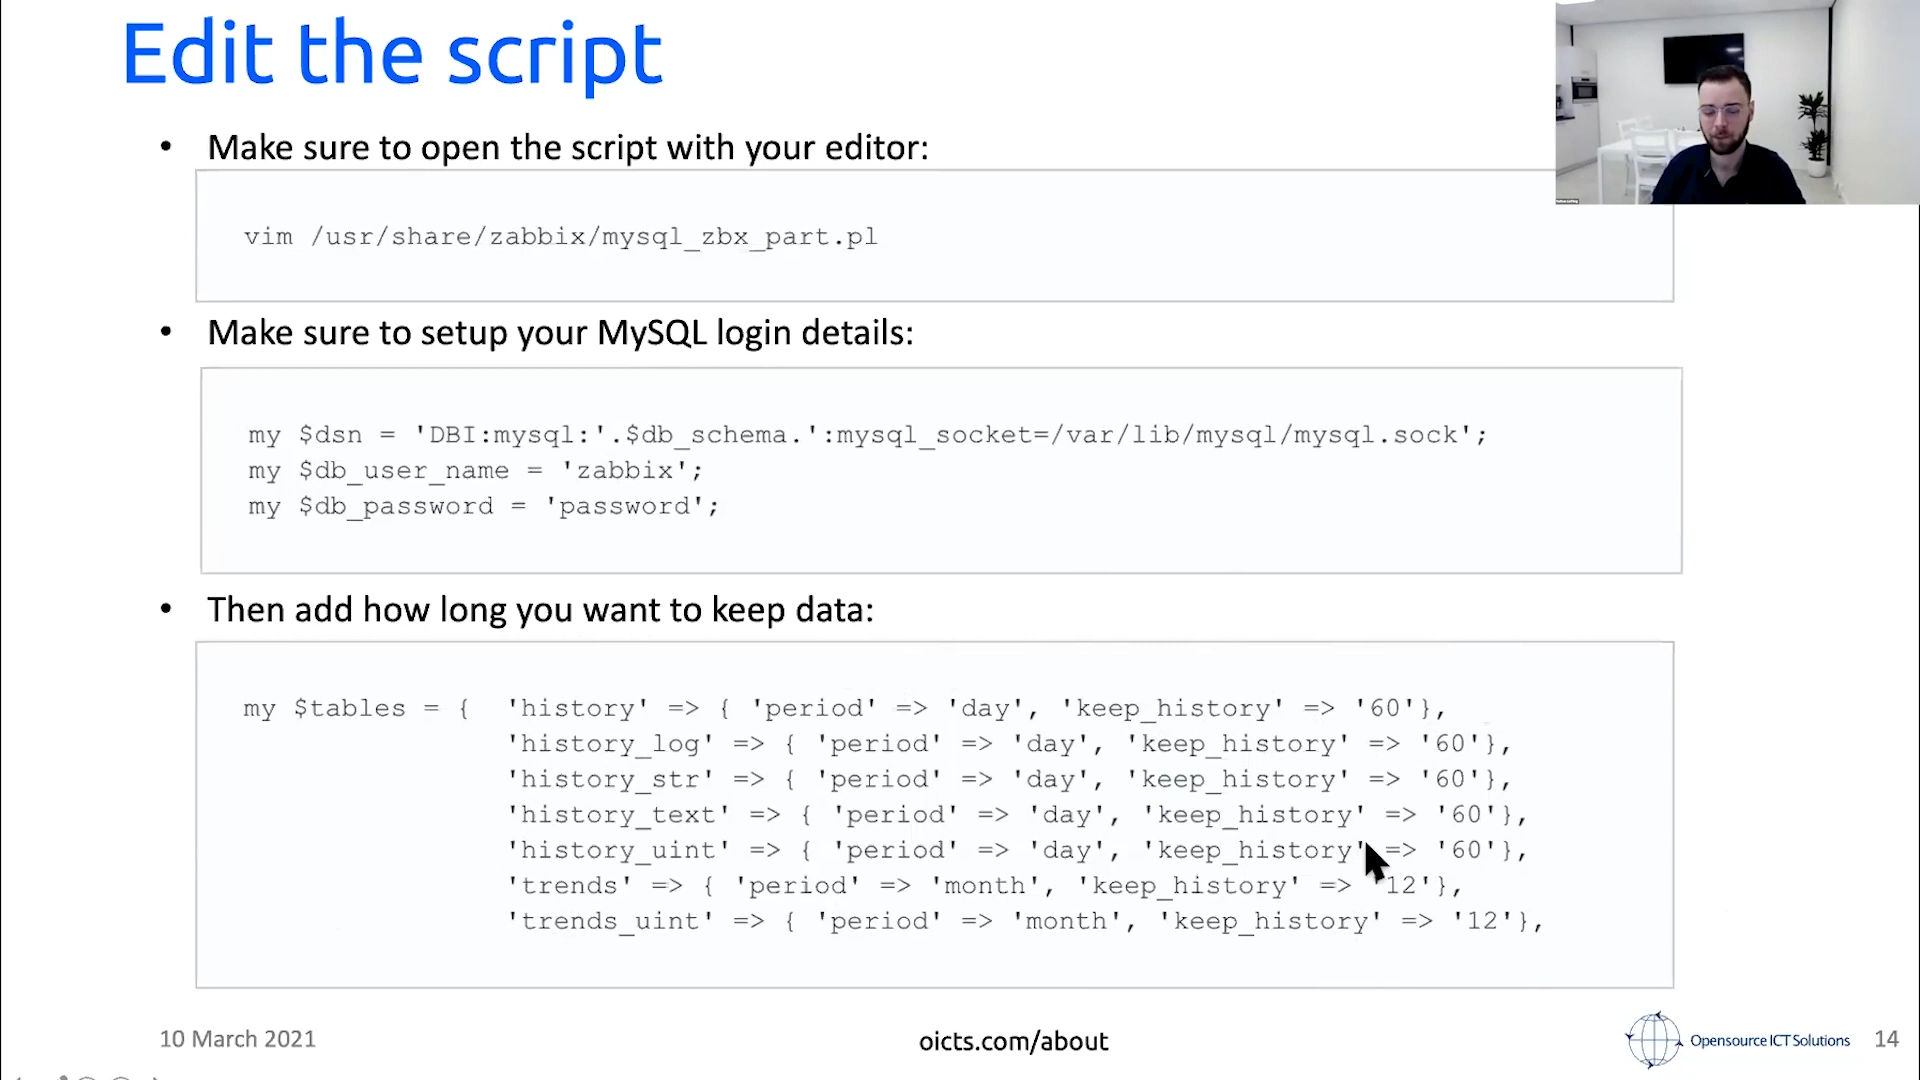 Edit the script
• Make sure to open the script with your editor:
vim /usr/share/zabbix/mysql_zbx_part.pl
• Make sure to setup your MySQL login details:
my $dsn = 'DBI:mysql:'.$db_schema.':mysql_socket=/var/lib/mysql/mysql.sock';
my $db_user_name = 'zabbix';
my $db_password = 'password';
• Then add how long you want to keep data:
my $tables = {  'history' => { 'period' => 'day', 'keep_history' => '60'},
'history_log' => { 'period' => 'day', 'keep_history' => '60'},
'history_str' => { 'period' => 'day', 'keep_history' => '60'},
'history_text' => { 'period' => 'day', 'keep_history' => '60'},
'history_uint' => { 'period' => 'day', 'keep_history' => '60'},
'trends' => { 'period' => 'month', 'keep_history' => '12'},
'trends_uint' => { 'period' => 'month', 'keep_history' => '12'},
10 March 2021
oicts.com/about
Opensource ICT Solutions
14